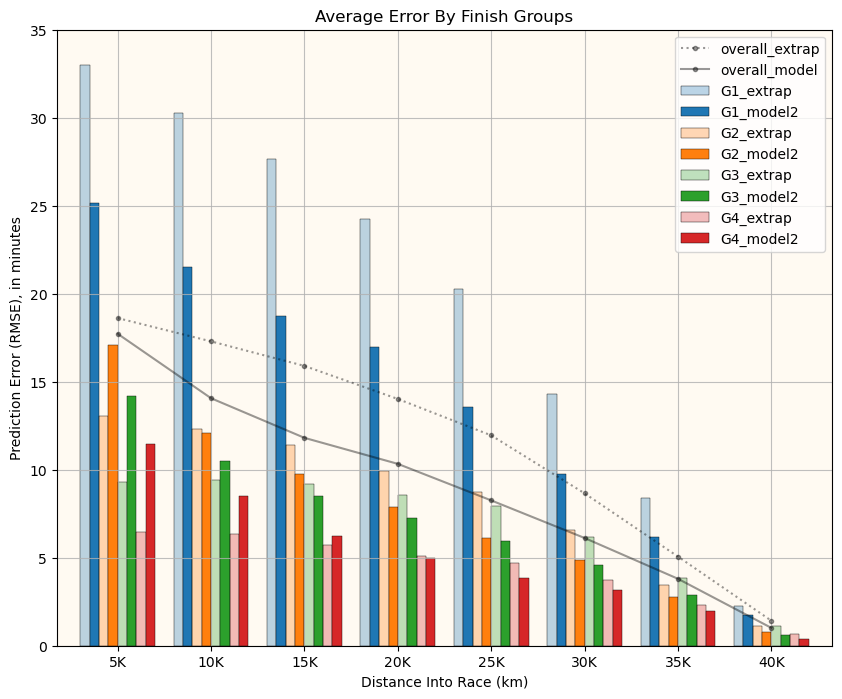 Average Error By Finish Groups
Prediction Error (RMSE), in minutes
35
30
25
20
15
10
5
0
overall_extrap
overall_model
G1_extrap
G1_model2
G2_extrap
G2_model2
G3_extrap
G3_model2
G4_extrap
G4_model2
5K 10K 15K 20K 25K 30K 35K 40K
Distance Into Race (km)